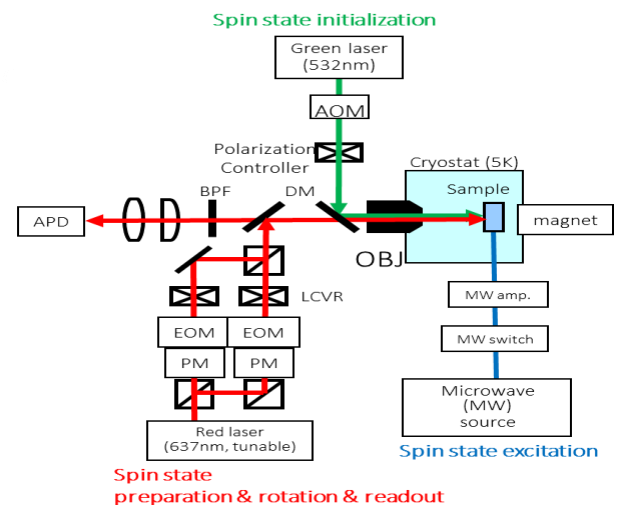 Spin state initialization
Green laser
(532nm)
AOM
Polarization
Controller
Cryostat (5K)
BPF
DM
Sample
APD
magnet
OBJ
LCVR
MW amp.
EOM
EOM
MW switch
PM
PM
Microwave
(MW)
source
Red laser
(637nm, tunable)
Spin state excitation
Spin state
preparation & rotation & readout